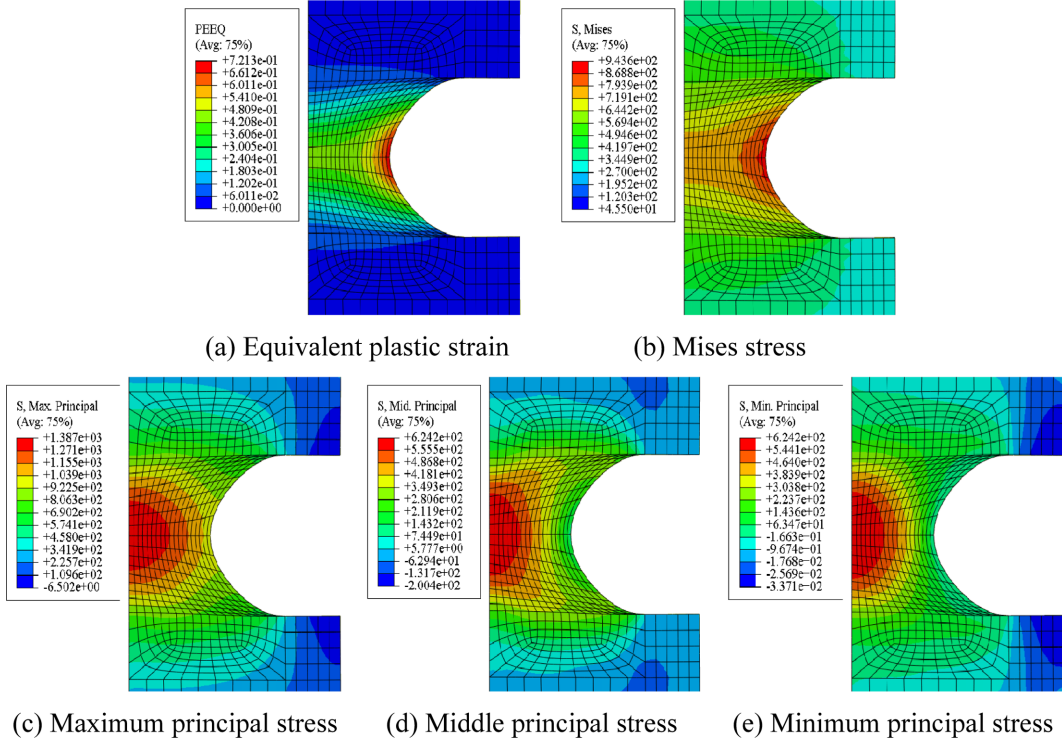 PEEQ
(Avg: 75%)
+7.213e-01
+6.612e-01
+6.011e-01
+5.410e-01
+4.809e-01
+4.208e-01
+3.606e-01
+3.005e-01
+2.404e-01
+1.803e-01
+1.202e-01
+6.011e-02
+0.000e+00
S, Mises
(Avg: 75%)
+9.436e+02
+8.688e+02
+7.939e+02
+7.191e+02
+6.442e+02
+5.694e+02
+4.946e+02
+4.197e+02
+3.449e+02
+2.700e+02
+1.952e+02
+1.203e+02
+4.550e+01
(a) Equivalent plastic strain
(b) Mises stress
S, Max. Principal
(Avg: 75%)
+1.387e+03
+1.271e+03
+1.155e+03
+1.039e+03
+9.225e+02
+8.063e+02
+6.902e+02
+5.741e+02
+4.580e+02
+3.419e+02
+2.257e+02
+1.096e+02
-6.502e+00
S, Mid. Principal
(Avg: 75%)
+6.242e+02
+5.555e+02
+4.868e+02
+4.181e+02
+3.493e+02
+2.806e+02
+2.119e+02
+1.432e+02
+7.449e+01
+5.777e+00
-6.294e+01
-1.317e+02
-2.004e+02
S, Min. Principal
(Avg: 75%)
+6.242e+02
+5.441e+02
+4.640e+02
+3.839e+02
+3.038e+02
+2.237e+02
+1.436e+02
+6.347e+01
-1.663e+01
-9.674e-01
-1.768e-02
-2.569e-02
-3.371e-02
(c) Maximum principal stress
(d) Middle principal stress
(e) Minimum principal stress